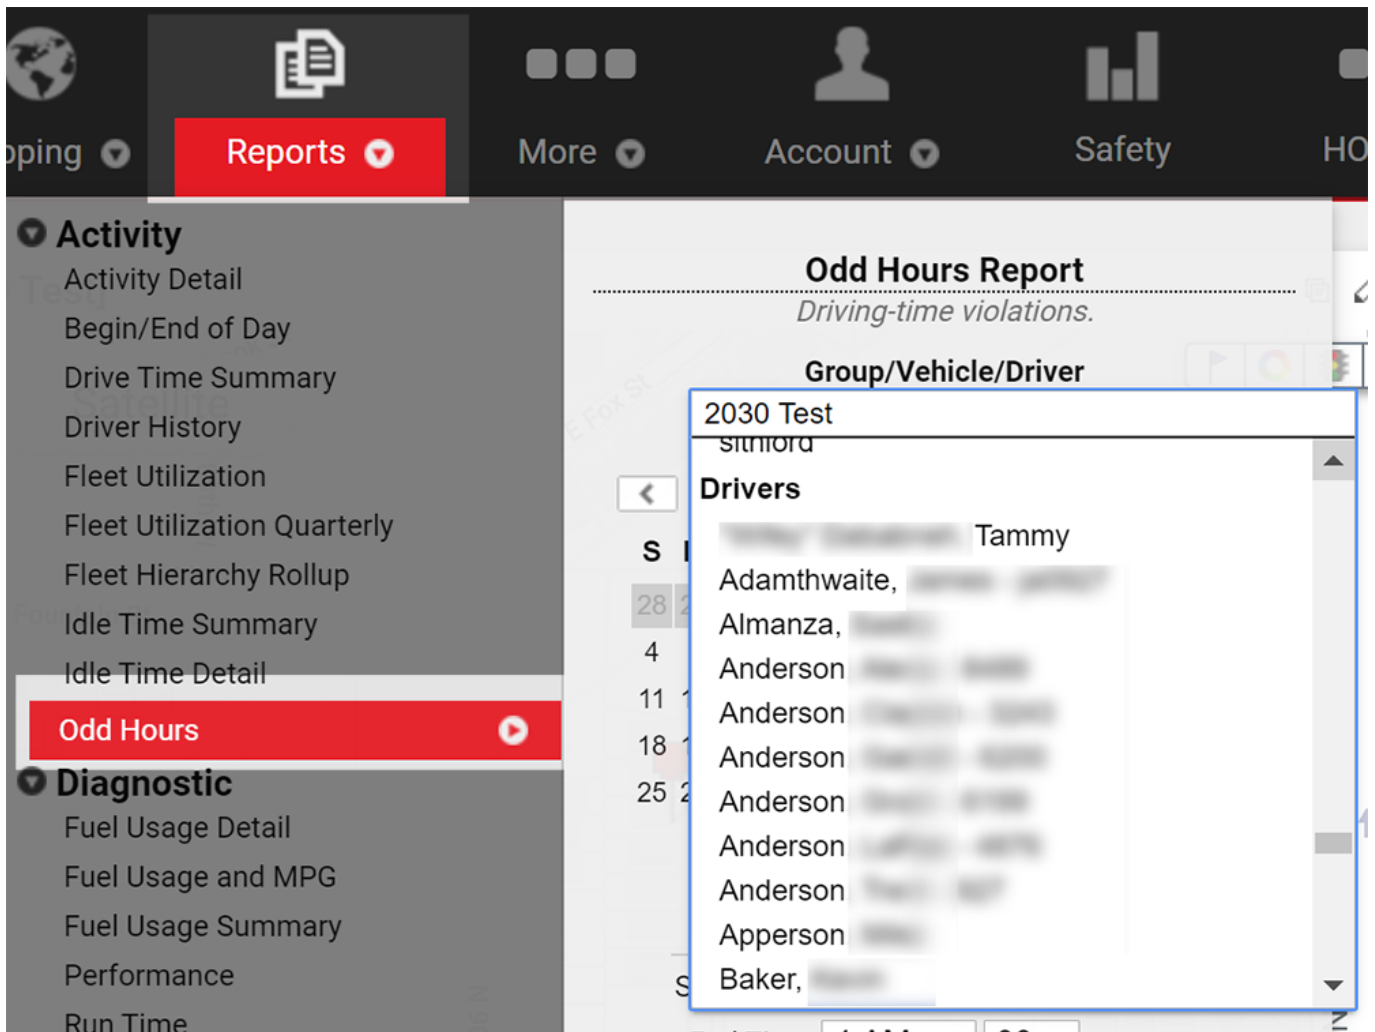 Reports
More
Account
Safety
Activity
Activity Detail
Begin/End of Day
Drive Time Summary
Driver History
Fleet Utilization
Fleet Utilization Quarterly
Fleet Hierarchy Rollup
Idle Time Summary
Idle Time Detail
Odd Hours
Diagnostic
Fuel Usage Detail
Fuel Usage and MPG
Fuel Usage Summary
Performance
Run Time
Satellite
E Fox St
Odd Hours Report
Driving-time violations.
Group/Vehicle/Driver
2030 Test
Drivers
Tammy
Adamthwaite,
Almanza,
Anderson
Anderson
Anderson
Anderson
Anderson
Anderson
Apperson
Baker,
S
28
4
11
18
25